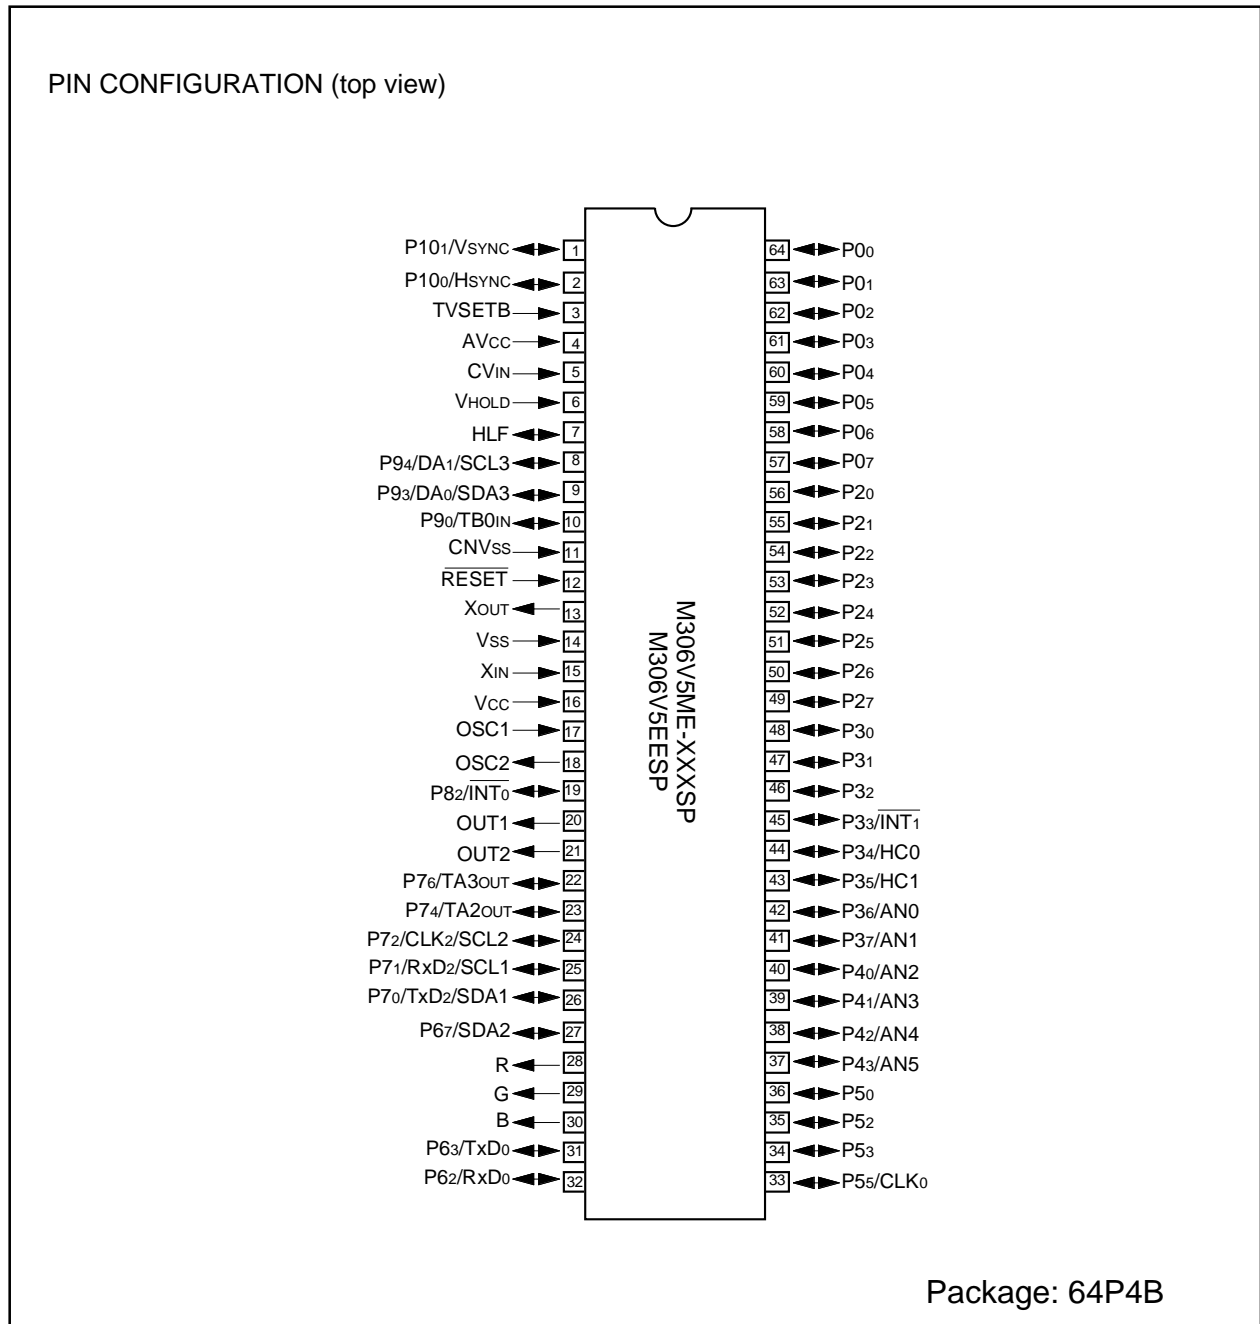 PIN CONFIGURATION (top view)
P101/VSYNC 1 64 P00
P100/HSYNC 2 63 P01
TVSETB 3 62 P02
AVCC 4 61 P03
CVIN 5 60 P04
VHOLD 6 59 P05
HLF 7 58 P06
P94/DA1/SCL3 8 57 P07
P93/DA0/SDA3 9 56 P20
P90/TB0IN 10 55 P21
CNVSS 11 54 P22
RESET 12 53 P23
XOUT 13 52 P24
VSS 14 51 P25
XIN 15 50 P26
VCC 16 49 P27
OSC1 17 48 P30
OSC2 18 47 P31
P82/INT0 19 46 P32
OUT1 20 45 P33/INT1
OUT2 21 44 P34/HC0
P76/TA3OUT 22 43 P35/HC1
P74/TA2OUT 23 42 P36/AN0
P72/CLK2/SCL2 24 41 P37/AN1
P71/RxD2/SCL1 25 40 P40/AN2
P70/TxD2/SDA1 26 39 P41/AN3
P67/SDA2 27 38 P42/AN4
R 28 37 P43/AN5
G 29 36 P50
B 30 35 P52
P63/TxD0 31 34 P53
P62/RxD0 32 33 P55/CLK0
M306V5ME-XXXSP
M306V5EESP
Package: 64P4B